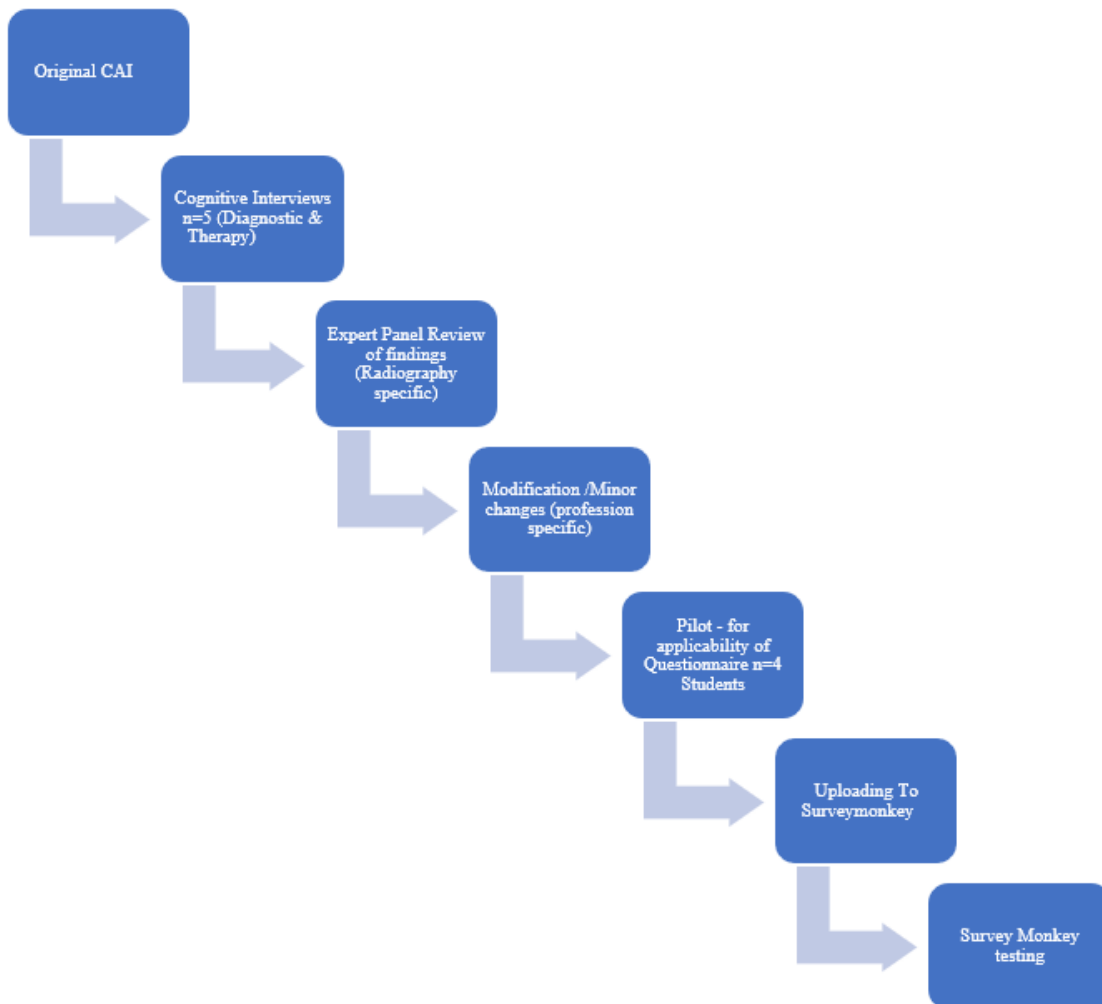 Original CAI
Cognitive Interviews
n=5 (Diagnostic &
Therapy)
Expert Panel Review
of findings
(Radiography
specific)
Modification /Minor
changes (profession
specific)
Pilot - for
applicability of
Questionnaire n=4
Students
Uploading To
Surveymonkey
Survey Monkey
testing